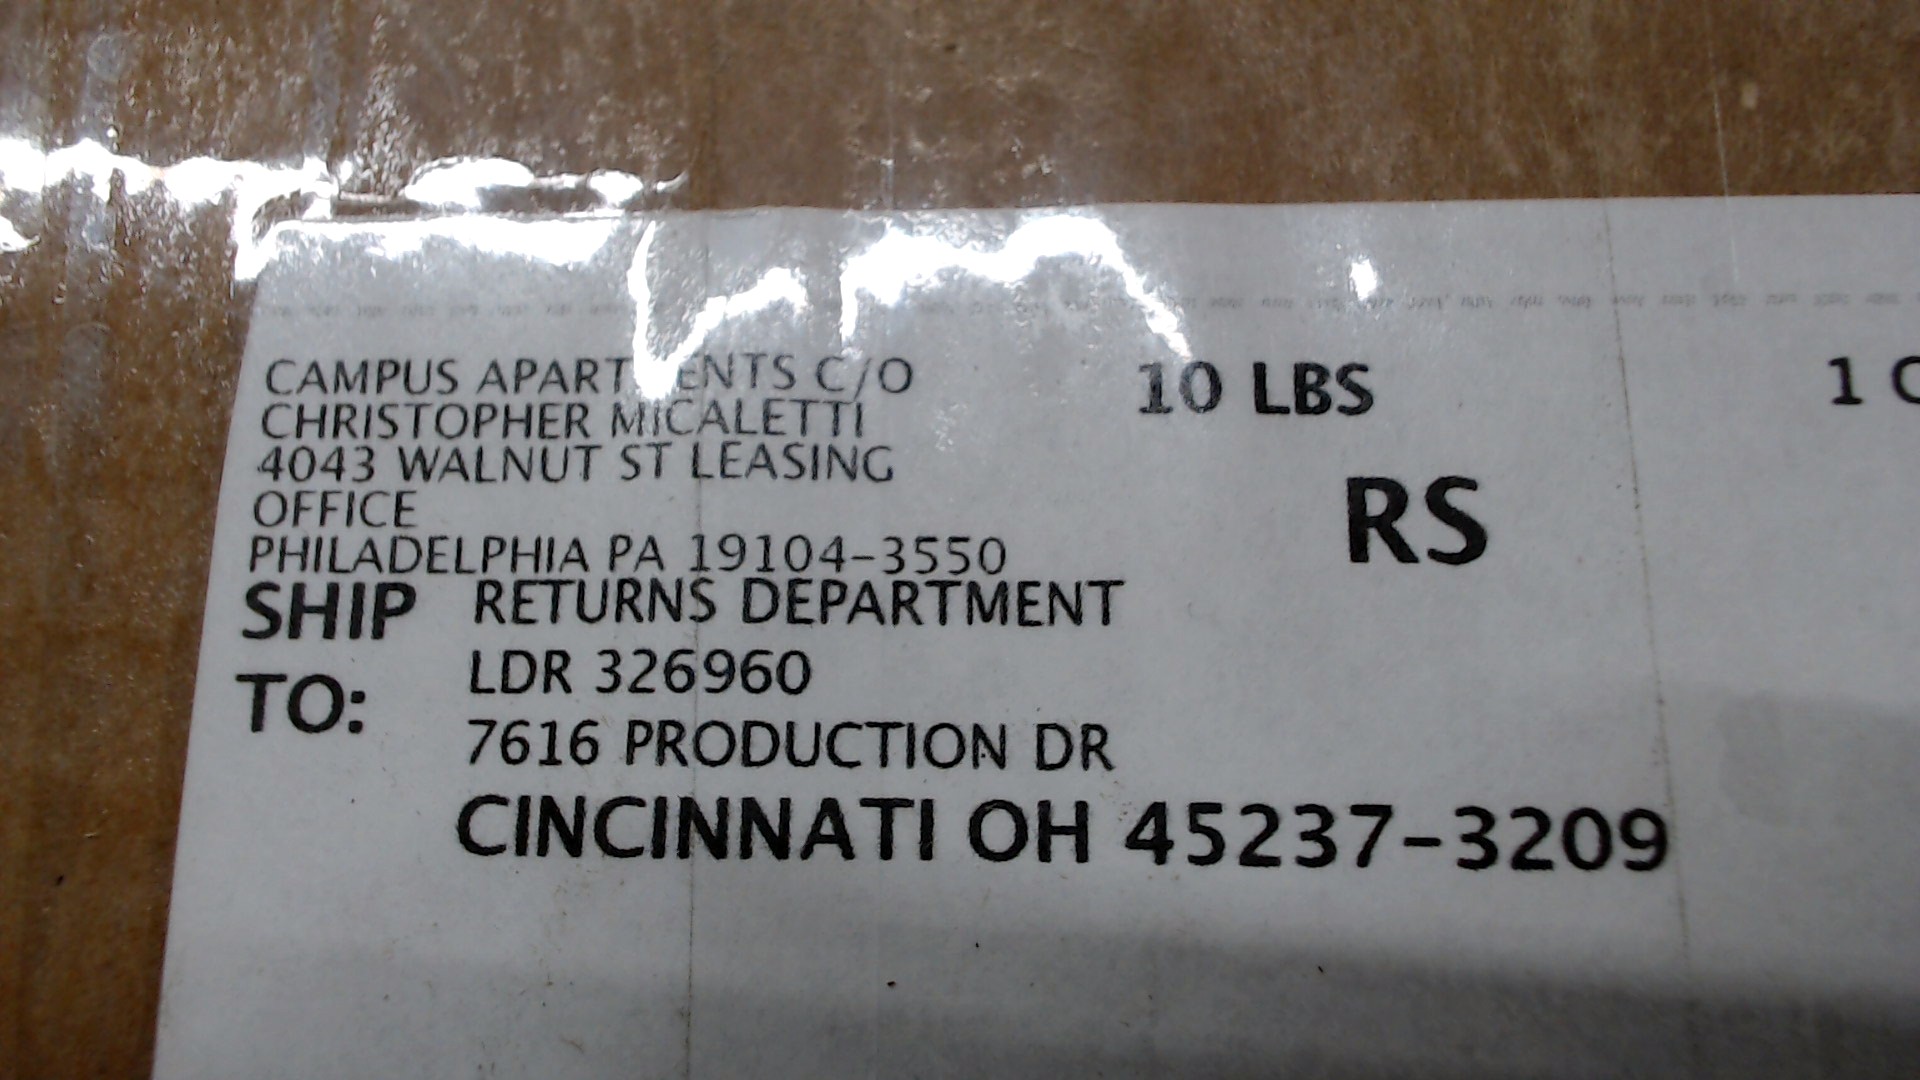 CAMPUS APARTMENTS C/O
CHRISTOPHER MICALETTI
4043 WALNUT ST LEASING
OFFICE
PHILADELPHIA PA 19104-3550
10 LBS
1
RS
SHIP TO:
RETURNS DEPARTMENT
LDR 326960
7616 PRODUCTION DR
CINCINNATI OH 45237-3209